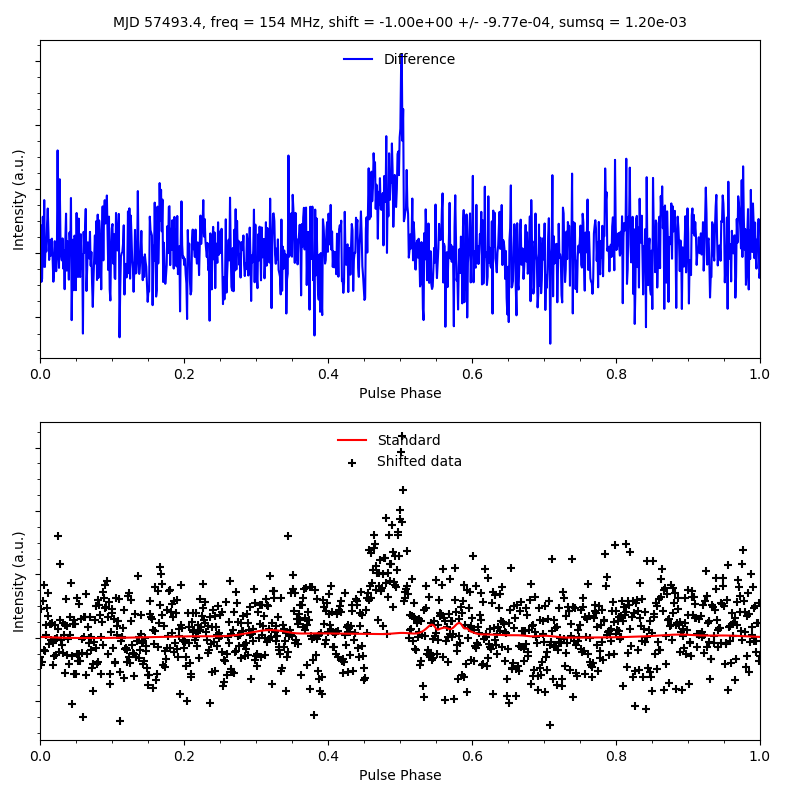 MJD 57493.4, freq = 154 MHz, shift = -1.00e+00 +/- -9.77e-04, sumsq = 1.20e-03
Difference
Intensity (a.u.)
0.0 0.2 0.4 0.6 0.8 1.0
Pulse Phase
Standard
Shifted data
Intensity (a.u.)
0.0 0.2 0.4 0.6 0.8 1.0
Pulse Phase